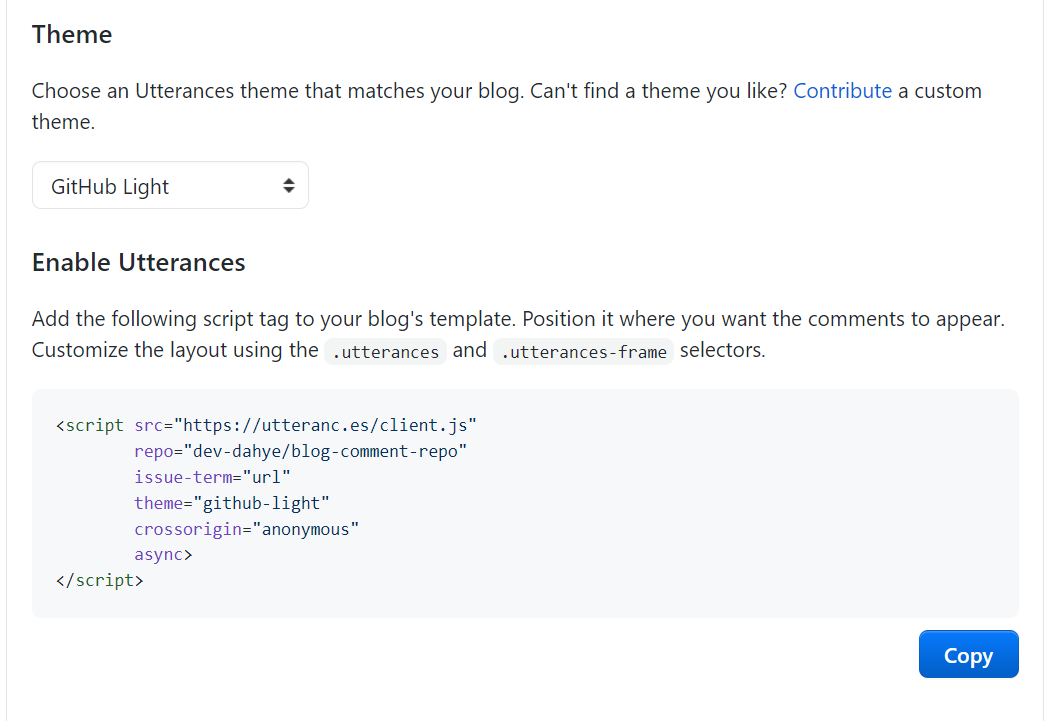 Theme
Choose an Utterances theme that matches your blog. Can't find a theme you like? Contribute a custom
theme.
GitHub Light
Enable Utterances
Add the following script tag to your blog's template. Position it where you want the comments to appear.
Customize the layout using the .utterances and .utterances-frame selectors.
<script src="https://utteranc.es/client.js"
        repo="dev-dahye/blog-comment-repo"
        issue-term="url"
        theme="github-light"
        crossorigin="anonymous"
        async>
</script>
Copy